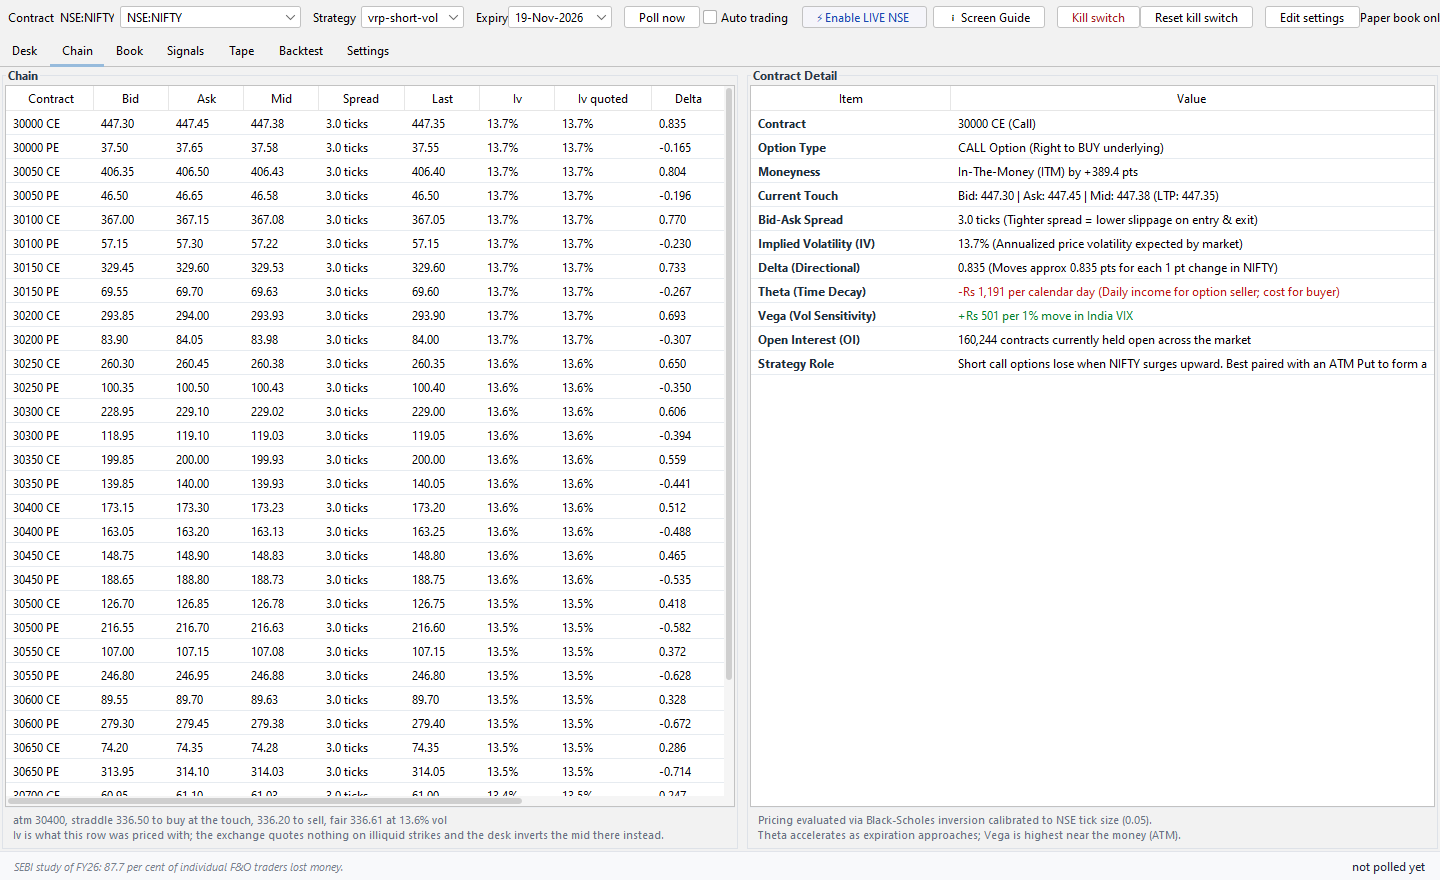 Contract NSE:NIFTY NSE:NIFTY Strategy vrp-short-vol Expiry 19-Nov-2026 Poll now Auto trading ⚡Enable LIVE NSE i Screen Guide Kill switch Reset kill switch Edit settings Paper book onl
Desk Chain Book Signals Tape Backtest Settings
Chain
Contract Bid Ask Mid Spread Last Iv Iv quoted Delta
30000 CE 447.30 447.45 447.38 3.0 ticks 447.35 13.7% 13.7% 0.835
30000 PE 37.50 37.65 37.58 3.0 ticks 37.55 13.7% 13.7% -0.165
30050 CE 406.35 406.50 406.43 3.0 ticks 406.40 13.7% 13.7% 0.804
30050 PE 46.50 46.65 46.58 3.0 ticks 46.50 13.7% 13.7% -0.196
30100 CE 367.00 367.15 367.08 3.0 ticks 367.05 13.7% 13.7% 0.770
30100 PE 57.15 57.30 57.22 3.0 ticks 57.15 13.7% 13.7% -0.230
30150 CE 329.45 329.60 329.53 3.0 ticks 329.60 13.7% 13.7% 0.733
30150 PE 69.55 69.70 69.63 3.0 ticks 69.60 13.7% 13.7% -0.267
30200 CE 293.85 294.00 293.93 3.0 ticks 293.90 13.7% 13.7% 0.693
30200 PE 83.90 84.05 83.98 3.0 ticks 84.00 13.7% 13.7% -0.307
30250 CE 260.30 260.45 260.38 3.0 ticks 260.35 13.6% 13.6% 0.650
30250 PE 100.35 100.50 100.43 3.0 ticks 100.40 13.6% 13.6% -0.350
30300 CE 228.95 229.10 229.02 3.0 ticks 229.00 13.6% 13.6% 0.606
30300 PE 118.95 119.10 119.03 3.0 ticks 119.05 13.6% 13.6% -0.394
30350 CE 199.85 200.00 199.93 3.0 ticks 200.00 13.6% 13.6% 0.559
30350 PE 139.85 140.00 139.93 3.0 ticks 140.05 13.6% 13.6% -0.441
30400 CE 173.15 173.30 173.23 3.0 ticks 173.20 13.6% 13.6% 0.512
30400 PE 163.05 163.20 163.13 3.0 ticks 163.25 13.6% 13.6% -0.488
30450 CE 148.75 148.90 148.83 3.0 ticks 148.80 13.6% 13.6% 0.465
30450 PE 188.65 188.80 188.73 3.0 ticks 188.75 13.6% 13.6% -0.535
30500 CE 126.70 126.85 126.78 3.0 ticks 126.75 13.5% 13.5% 0.418
30500 PE 216.55 216.70 216.63 3.0 ticks 216.60 13.5% 13.5% -0.582
30550 CE 107.00 107.15 107.08 3.0 ticks 107.15 13.5% 13.5% 0.372
30550 PE 246.80 246.95 246.88 3.0 ticks 246.80 13.5% 13.5% -0.628
30600 CE 89.55 89.70 89.63 3.0 ticks 89.70 13.5% 13.5% 0.328
30600 PE 279.30 279.45 279.38 3.0 ticks 279.40 13.5% 13.5% -0.672
30650 CE 74.20 74.35 74.28 3.0 ticks 74.35 13.5% 13.5% 0.286
30650 PE 313.95 314.10 314.03 3.0 ticks 314.05 13.5% 13.5% -0.714
30700 CE 60.95 61.10 61.03 3.0 ticks 61.00 13.4% 13.5% 0.247
atm 30400, straddle 336.50 to buy at the touch, 336.20 to sell, fair 336.61 at 13.6% vol
Iv is what this row was priced with; the exchange quotes nothing on illiquid strikes and the desk inverts the mid there instead.
Contract Detail
Item Value
Contract 30000 CE (Call)
Option Type CALL Option (Right to BUY underlying)
Moneyness In-The-Money (ITM) by +389.4 pts
Current Touch Bid: 447.30 | Ask: 447.45 | Mid: 447.38 (LTP: 447.35)
Bid-Ask Spread 3.0 ticks (Tighter spread = lower slippage on entry & exit)
Implied Volatility (IV) 13.7% (Annualized price volatility expected by market)
Delta (Directional) 0.835 (Moves approx 0.835 pts for each 1 pt change in NIFTY)
Theta (Time Decay) -Rs 1,191 per calendar day (Daily income for option seller; cost for buyer)
Vega (Vol Sensitivity) +Rs 501 per 1% move in India VIX
Open Interest (OI) 160,244 contracts currently held open across the market
Strategy Role Short call options lose when NIFTY surges upward. Best paired with an ATM Put to form a
Pricing evaluated via Black-Scholes inversion calibrated to NSE tick size (0.05).
Theta accelerates as expiration approaches; Vega is highest near the money (ATM).
SEBI study of FY26: 87.7 per cent of individual F&O traders lost money.
not polled yet